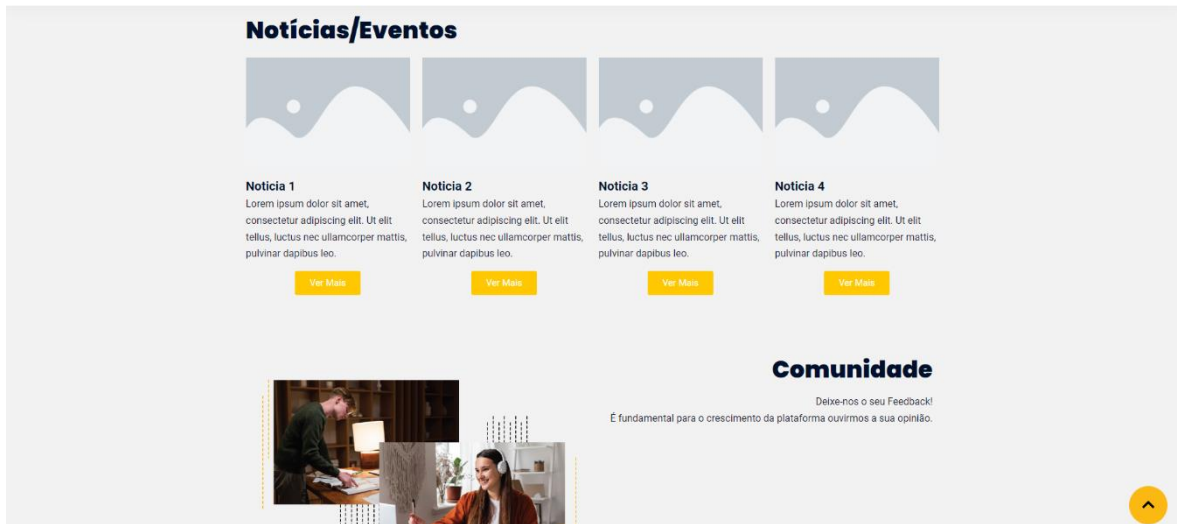 Notícias/Eventos
Noticia 1
Lorem ipsum dolor sit amet,
consectetur adipiscing elit. Ut elit
tellus, luctus nec ullamcorper mattis,
pulvinar dapibus leo.
Ver Mais
Noticia 2
Lorem ipsum dolor sit amet,
consectetur adipiscing elit. Ut elit
tellus, luctus nec ullamcorper mattis,
pulvinar dapibus leo.
Ver Mais
Noticia 3
Lorem ipsum dolor sit amet,
consectetur adipiscing elit. Ut elit
tellus, luctus nec ullamcorper mattis,
pulvinar dapibus leo.
Ver Mais
Noticia 4
Lorem ipsum dolor sit amet,
consectetur adipiscing elit. Ut elit
tellus, luctus nec ullamcorper mattis,
pulvinar dapibus leo.
Ver Mais
Comunidade
Deixe-nos o seu Feedback!
É fundamental para o crescimento da plataforma ouvirmos a sua opinião.